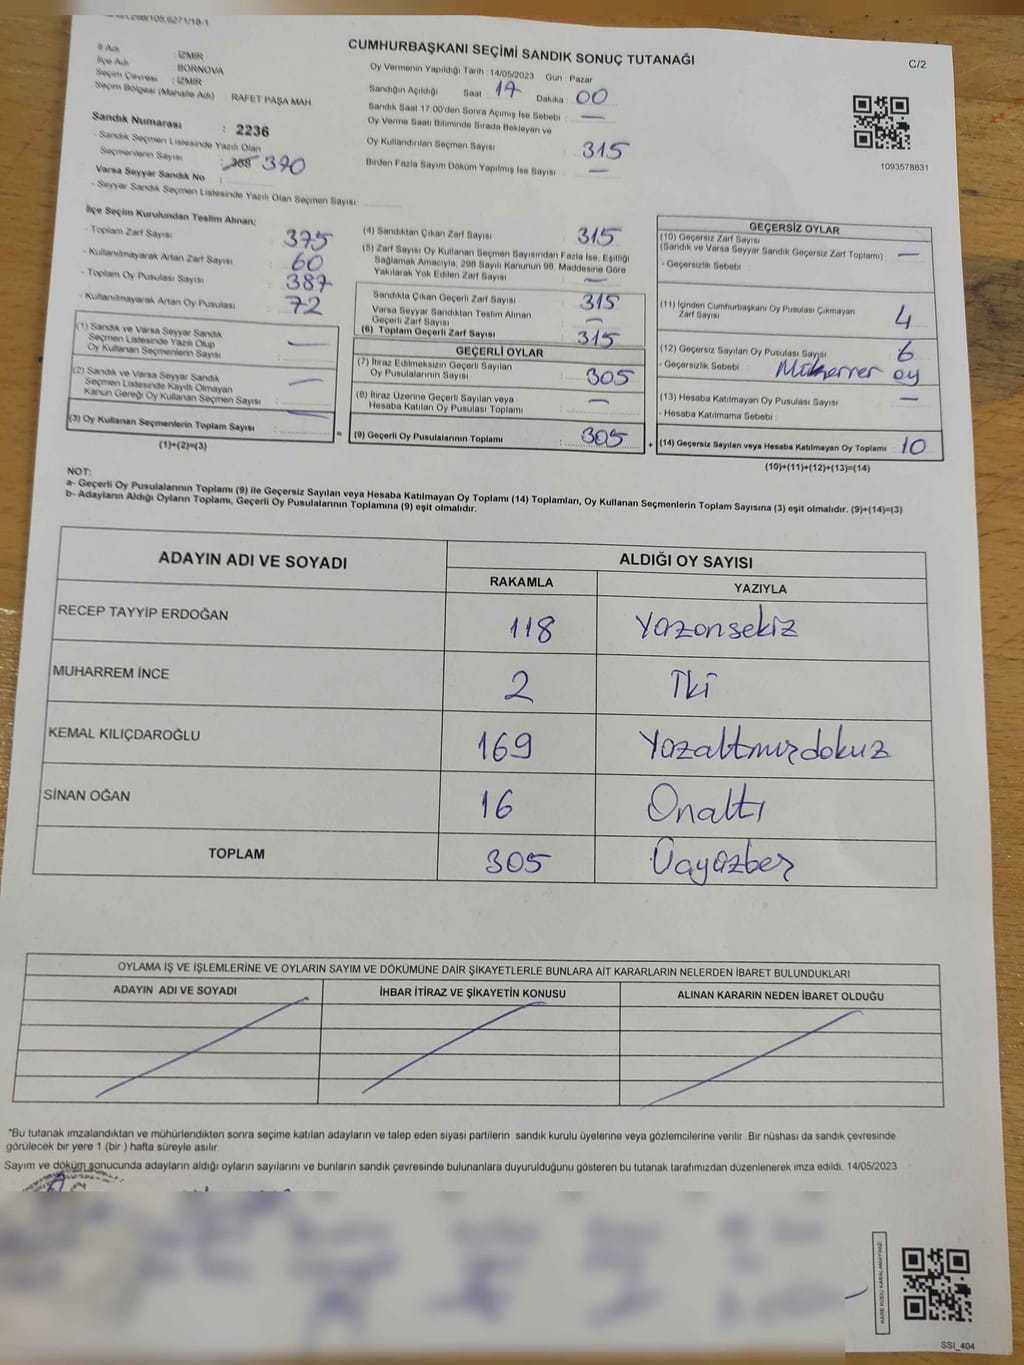 298/105,6271/18-1
CUMHURBAŞKANI SEÇİMİ SANDIK SONUÇ TUTANAĞI
C/2
İl Adı : İZMİR
İlçe Adı : BORNOVA
Seçim Çevresi : İZMİR
Seçim Bölgesi (Mahalle Adı) : RAFET PAŞA MAH
Sandık Numarası : 2236
- Sandık Seçmen Listesinde Yazılı Olan
Seçmenlerin Sayısı : 368 370
Varsa Seyyar Sandık No :
- Seyyar Sandık Seçmen Listesinde Yazılı Olan Seçmen Sayısı
Oy Vermenin Yapıldığı Tarih : 14/05/2023 Gün : Pazar
Sandığın Açıldığı Saat : 17 Dakika : 00
Sandık Saat 17:00'den Sonra Açımış İse Sebebi : —
Oy Verme Saati Bitiminde Sırada Bekleyen ve
Oy Kullandırılan Seçmen Sayısı : 315
Birden Fazla Sayım Döküm Yapılmış İse Sayısı : —
1093578831
İlçe Seçim Kurulundan Teslim Alınan;
- Toplam Zarf Sayısı : 375
- Kullanılmayarak Artan Zarf Sayısı : 60
- Toplam Oy Pusulası Sayısı : 387
- Kullanılmayarak Artan Oy Pusulası : 72
(1) Sandık ve Varsa Seyyar Sandık
Seçmen Listesinde Yazılı Olup
Oy Kullanan Seçmenlerin Sayısı : —
(2) Sandık ve Varsa Seyyar Sandık
Seçmen Listesinde Kayıtlı Olmayan
Kanun Gereği Oy Kullanan Seçmen Sayısı : —
(3) Oy Kullanan Seçmenlerin Toplam Sayısı : —
(1)+(2)=(3)
(4) Sandıktan Çıkan Zarf Sayısı : 315
(5) Zarf Sayısı Oy Kullanan Seçmen Sayısından Fazla İse, Eşitliği
Sağlamak Amacıyla; 298 Sayılı Kanunun 98. Maddesine Göre
Yakılarak Yok Edilen Zarf Sayısı : —
Sandıkta Çıkan Geçerli Zarf Sayısı : 315
Varsa Seyyar Sandıktan Teslim Alınan
Geçerli Zarf Sayısı : —
(6) Toplam Geçerli Zarf Sayısı : 315
GEÇERLİ OYLAR
(7) İtiraz Edilmeksizin Geçerli Sayılan
Oy Pusulalarının Sayısı : 305
(8) İtiraz Üzerine Geçerli Sayılan veya
Hesaba Katılan Oy Pusulası Toplamı : —
= (9) Geçerli Oy Pusulalarının Toplamı : 305
GEÇERSİZ OYLAR
(10) Geçersiz Zarf Sayısı
(Sandık ve Varsa Seyyar Sandık Geçersiz Zarf Toplamı) : —
- Geçersizlik Sebebi :
(11) İçinden Cumhurbaşkanı Oy Pusulası Çıkmayan
Zarf Sayısı : 4
(12) Geçersiz Sayılan Oy Pusulası Sayısı : 6
- Geçersizlik Sebebi : Mükerrer oy
(13) Hesaba Katılmayan Oy Pusulası Sayısı : —
- Hesaba Katılmama Sebebi :
+ (14) Geçersiz Sayılan veya Hesaba Katılmayan Oy Toplamı : 10
(10)+(11)+(12)+(13)=(14)
NOT:
a- Geçerli Oy Pusulalarının Toplamı (9) ile Geçersiz Sayılan veya Hesaba Katılmayan Oy Toplamı (14) Toplamları, Oy Kullanan Seçmenlerin Toplam Sayısına (3) eşit olmalıdır. (9)+(14)=(3)
b- Adayların Aldığı Oyların Toplamı, Geçerli Oy Pusulalarının Toplamına (9) eşit olmalıdır.
ADAYIN ADI VE SOYADI ALDIĞI OY SAYISI
RAKAMLA YAZIYLA
RECEP TAYYİP ERDOĞAN 118 Yüzonsekiz
MUHARREM İNCE 2 İki
KEMAL KILIÇDAROĞLU 169 Yüzaltmışdokuz
SİNAN OĞAN 16 Onaltı
TOPLAM 305 Üçyüzbeş
OYLAMA İŞ VE İŞLEMLERİNE VE OYLARIN SAYIM VE DÖKÜMÜNE DAİR ŞİKAYETLERLE BUNLARA AİT KARARLARIN NELERDEN İBARET BULUNDUKLARI
ADAYIN ADI VE SOYADI İHBAR İTİRAZ VE ŞİKAYETİN KONUSU ALINAN KARARIN NEDEN İBARET OLDUĞU
*Bu tutanak imzalandıktan ve mühürlendikten sonra seçime katılan adayların ve talep eden siyasi partilerin sandık kurulu üyelerine veya gözlemcilerine verilir. Bir nüshası da sandık çevresinde
görülecek bir yere 1 (bir ) hafta süreyle asılır.
Sayım ve döküm sonucunda adayların aldığı oyların sayılarını ve bunların sandık çevresinde bulunanlara duyurulduğunu gösteren bu tutanak tarafımızdan düzenlenerek imza edildi. 14/05/2023
KARE KODU KARALAMAYINIZ!
SSİ_404